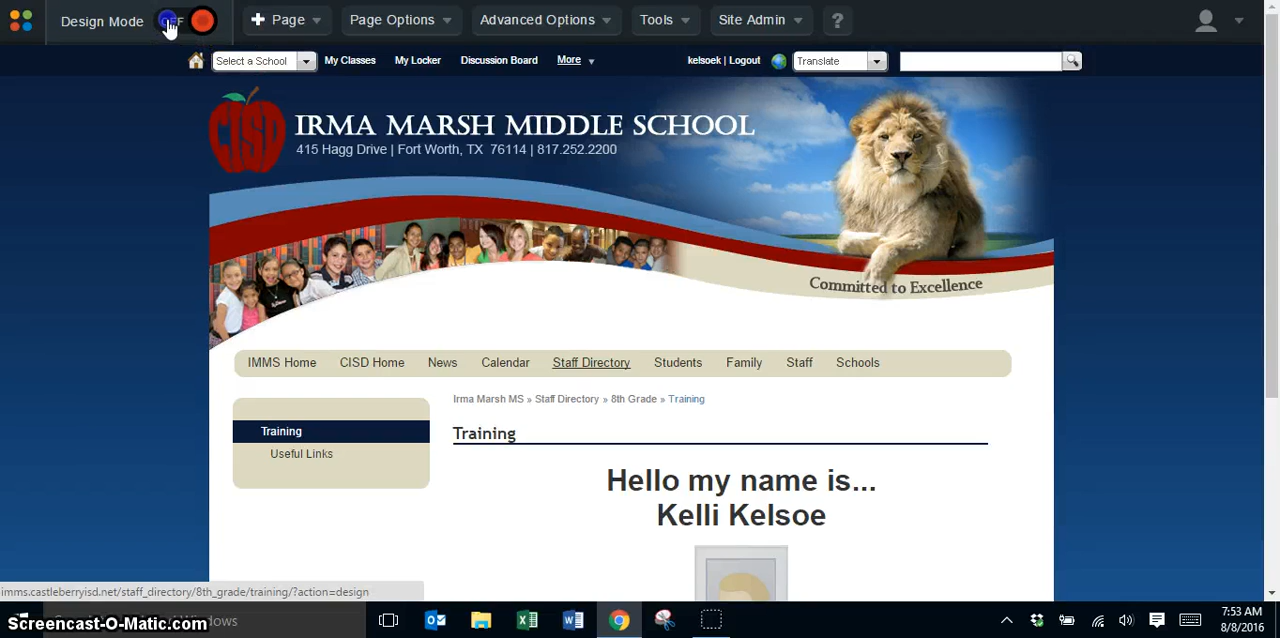 Design Mode OFF Page Page Options Advanced Options Tools Site Admin ?
Select a School My Classes My Locker Discussion Board More kelsoek | Logout Translate
CISD
IRMA MARSH MIDDLE SCHOOL
415 Hagg Drive | Fort Worth, TX 76114 | 817.252.2200
Committed to Excellence
IMMS Home CISD Home News Calendar Staff Directory Students Family Staff Schools
Irma Marsh MS » Staff Directory » 8th Grade » Training
Training
Useful Links
Training
Hello my name is...
Kelli Kelsoe
imms.castleberryisd.net/staff_directory/8th_grade/training/?action=design
Screencast-O-Matic.com
Windows
7:53 AM
8/8/2016